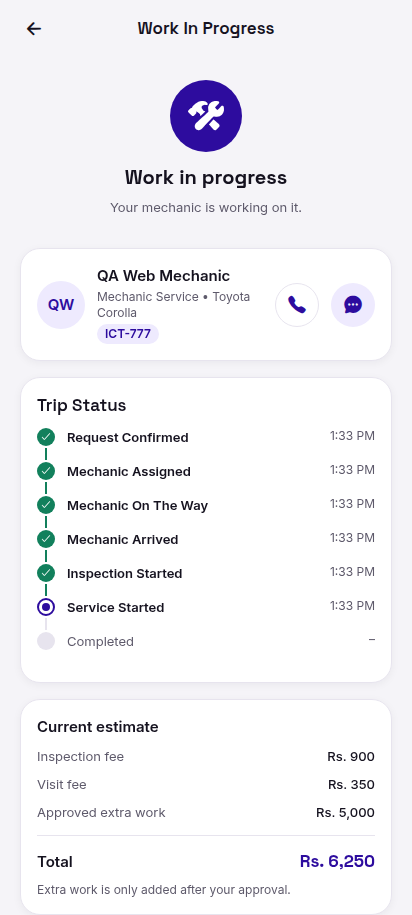 Work In Progress
Work in progress
Your mechanic is working on it.
QW
QA Web Mechanic
Mechanic Service • Toyota
Corolla
ICT-777
Trip Status
Request Confirmed 1:33 PM
Mechanic Assigned 1:33 PM
Mechanic On The Way 1:33 PM
Mechanic Arrived 1:33 PM
Inspection Started 1:33 PM
Service Started 1:33 PM
Completed –
Current estimate
Inspection fee Rs. 900
Visit fee Rs. 350
Approved extra work Rs. 5,000
Total Rs. 6,250
Extra work is only added after your approval.